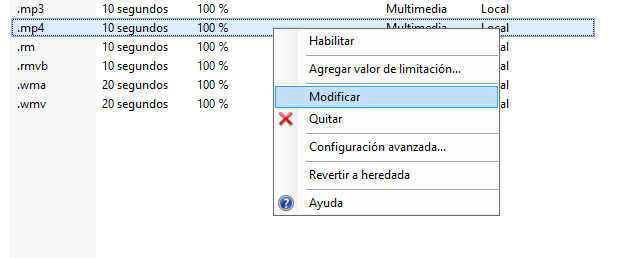 .mp3 10 segundos 100 % Multimedia Local
.mp4 10 segundos 100 % Multimedia Local
.rm 10 segundos 100 %
.rmvb 10 segundos 100 %
.wma 20 segundos 100 %
.wmv 20 segundos 100 %
Habilitar
Agregar valor de limitación...
Modificar
Quitar
Configuración avanzada...
Revertir a heredada
Ayuda